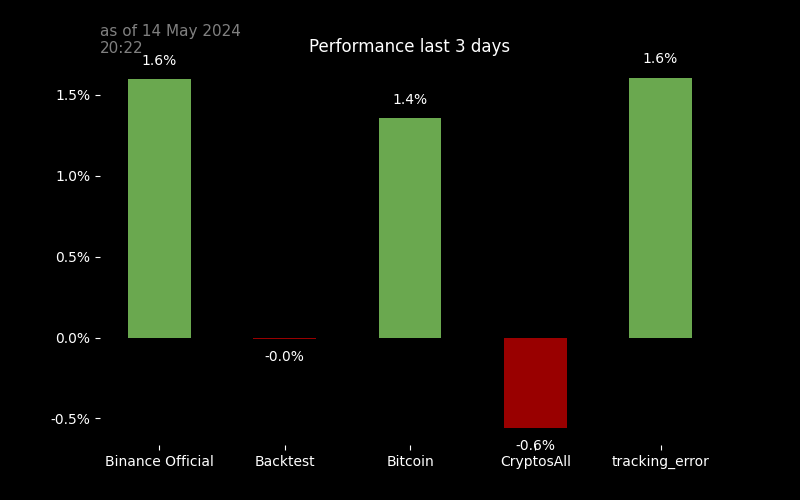 as of 14 May 2024
20:22
Performance last 3 days
1.6%
1.6%
1.4%
1.5%
1.0%
0.5%
0.0%
-0.0%
-0.5%
-0.6%
Binance Official
Backtest
Bitcoin
CryptosAll
tracking_error